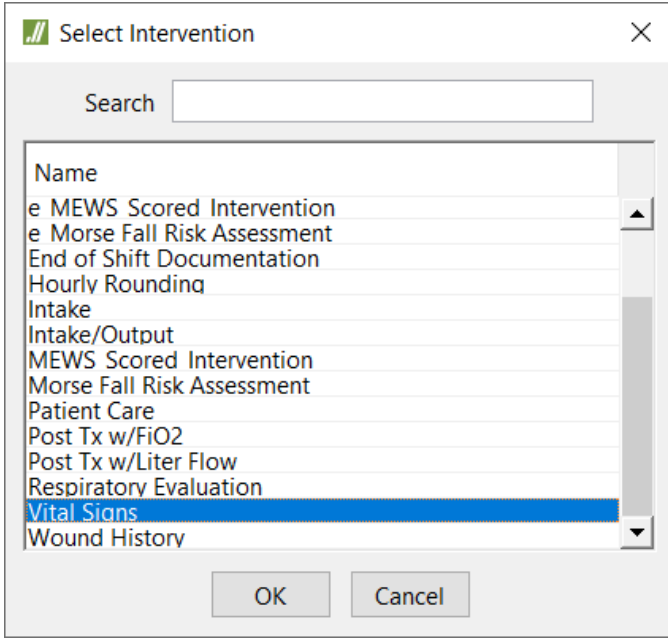 Select Intervention
Search
Name
e MEWS Scored Intervention
e Morse Fall Risk Assessment
End of Shift Documentation
Hourly Rounding
Intake
Intake/Output
MEWS Scored Intervention
Morse Fall Risk Assessment
Patient Care
Post Tx w/FiO2
Post Tx w/Liter Flow
Respiratory Evaluation
Vital Signs
Wound History
OK Cancel